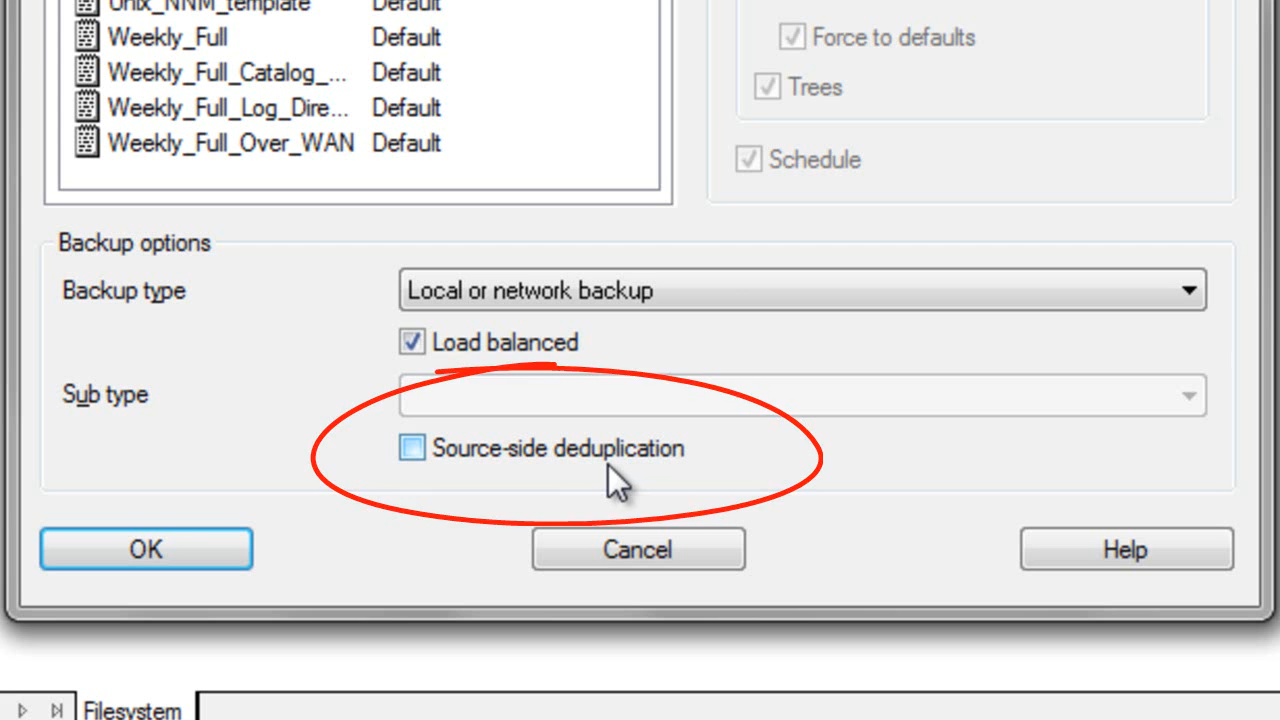 Unix_NNM_template Default
Weekly_Full Default
Weekly_Full_Catalog_... Default
Weekly_Full_Log_Dire... Default
Weekly_Full_Over_WAN Default
Force to defaults
Trees
Schedule
Backup options
Backup type Local or network backup
Load balanced
Sub type
Source-side deduplication
OK Cancel Help
Filesystem